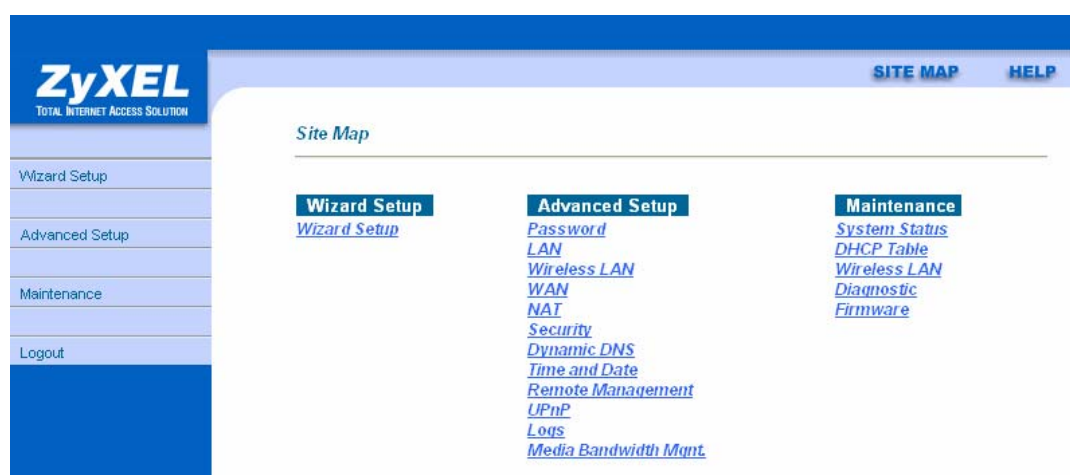 ZyXEL
TOTAL INTERNET ACCESS SOLUTION
SITE MAP HELP
Site Map
Wizard Setup
Advanced Setup
Maintenance
Logout
Wizard Setup
Wizard Setup
Advanced Setup
Password
LAN
Wireless LAN
WAN
NAT
Security
Dynamic DNS
Time and Date
Remote Management
UPnP
Logs
Media Bandwidth Mgnt.
Maintenance
System Status
DHCP Table
Wireless LAN
Diagnostic
Firmware